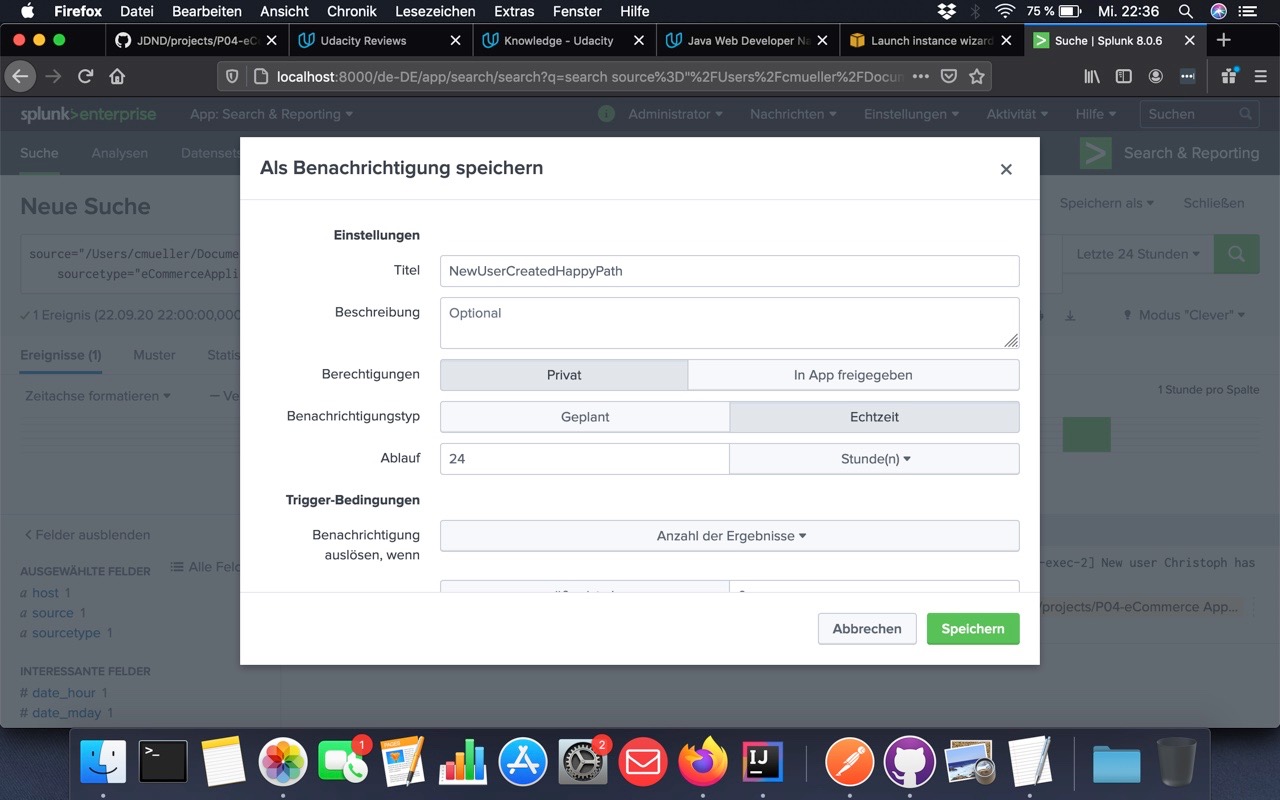 Firefox Datei Bearbeiten Ansicht Chronik Lesezeichen Extras Fenster Hilfe 75 % Mi. 22:36
JDND/projects/P04-eC Udacity Reviews Knowledge - Udacity Java Web Developer Na Launch instance wizard Suche | Splunk 8.0.6
localhost:8000/de-DE/app/search/search?q=search source%3D"%2FUsers%2Fcmueller%2FDocum
splunk>enterprise App: Search & Reporting Administrator Nachrichten Einstellungen Aktivität Hilfe Suchen
Suche Analysen Datensets Search & Reporting
Als Benachrichtigung speichern
Neue Suche Speichern als Schließen
Einstellungen
source="/Users/cmueller/Docume Letzte 24 Stunden
sourcetype="eCommerceAppli
Titel NewUserCreatedHappyPath
Beschreibung Optional
1 Ereignis (22.09.20 22:00:00,000 Modus "Clever"
Ereignisse (1) Muster Statis
Berechtigungen Privat In App freigegeben
Zeitachse formatieren — Ve 1 Stunde pro Spalte
Benachrichtigungstyp Geplant Echtzeit
Ablauf 24 Stunde(n)
Trigger-Bedingungen
Benachrichtigung auslösen, wenn Anzahl der Ergebnisse
< Felder ausblenden
AUSGEWÄHLTE FELDER Alle Feld -exec-2] New user Christoph has
a host 1
a source 1 /projects/P04-eCommerce App...
a sourcetype 1
Abbrechen Speichern
INTERESSANTE FELDER
# date_hour 1
# date_mday 1
1 2
PAGES
IJ